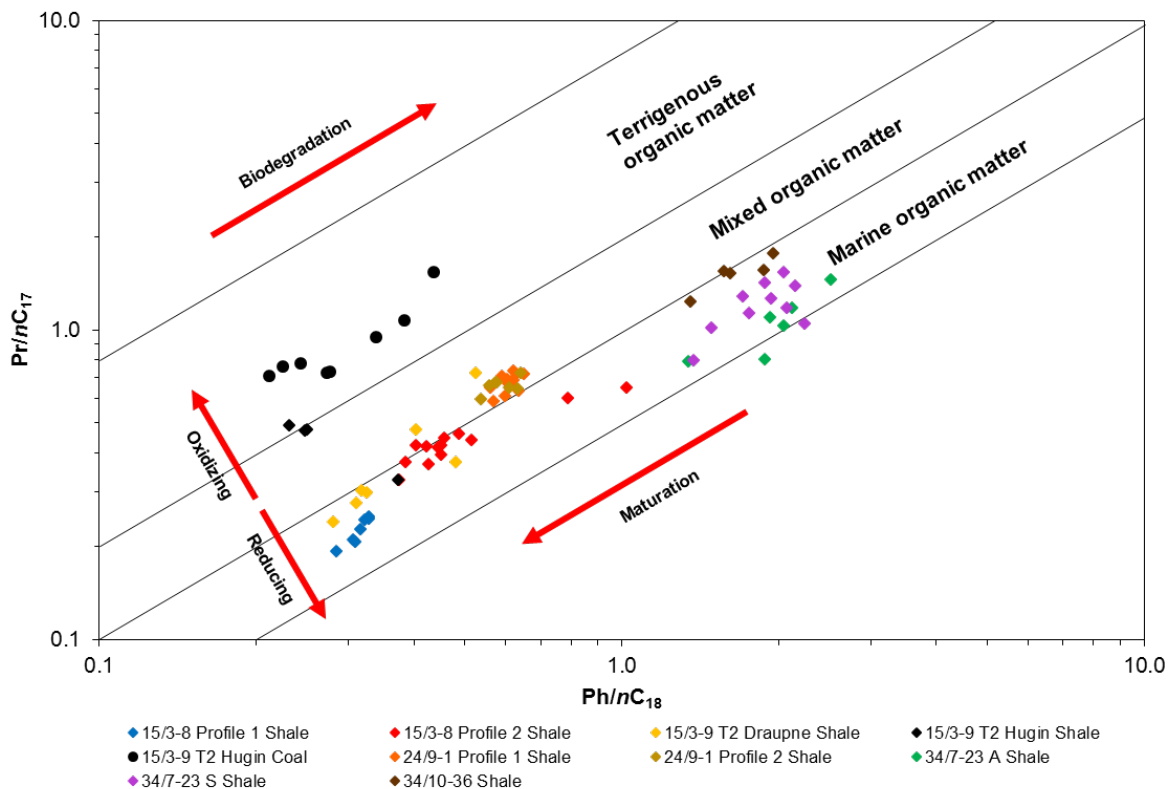 10.0
Pr/nC17
1.0
0.1
0.1
1.0
10.0
Ph/nC18
Biodegradation
Terrigenous
organic matter
Mixed organic matter
Marine organic matter
Oxidizing
Reducing
Maturation
15/3-8 Profile 1 Shale
15/3-8 Profile 2 Shale
15/3-9 T2 Draupne Shale
15/3-9 T2 Hugin Shale
15/3-9 T2 Hugin Coal
24/9-1 Profile 1 Shale
24/9-1 Profile 2 Shale
34/7-23 A Shale
34/7-23 S Shale
34/10-36 Shale